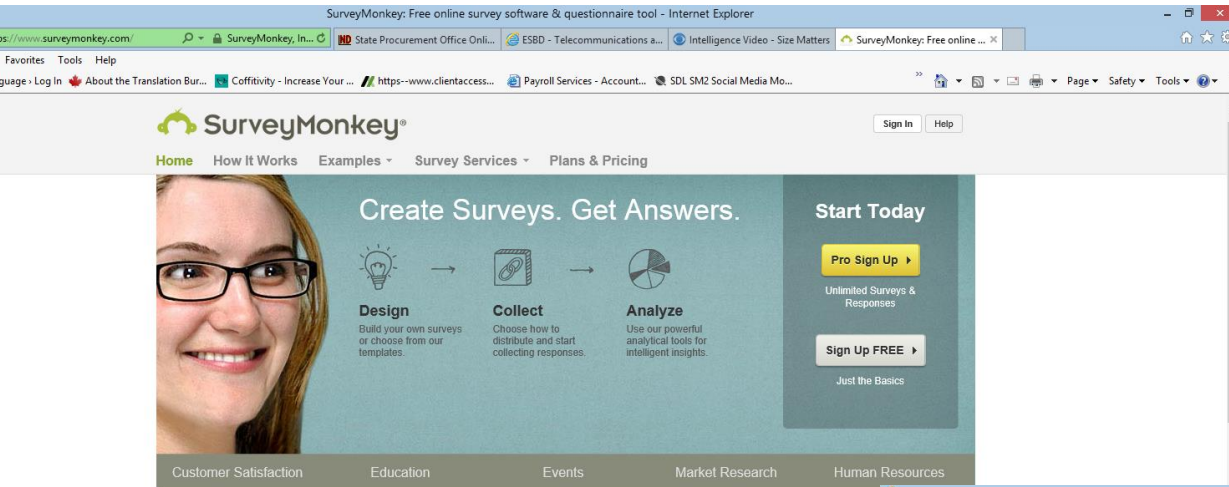 SurveyMonkey: Free online survey software & questionnaire tool - Internet Explorer
ps://www.surveymonkey.com/ SurveyMonkey, In... State Procurement Office Onli... ESBD - Telecommunications a... Intelligence Video - Size Matters SurveyMonkey: Free online ...
Favorites Tools Help
guage › Log In About the Translation Bur... Coffitivity - Increase Your ... https--www.clientaccess... Payroll Services - Account... SDL SM2 Social Media Mo... » Page Safety Tools
SurveyMonkey® Sign In Help
Home How It Works Examples Survey Services Plans & Pricing
Create Surveys. Get Answers.
Design
Build your own surveys
or choose from our
templates.
Collect
Choose how to
distribute and start
collecting responses.
Analyze
Use our powerful
analytical tools for
intelligent insights.
Start Today
Pro Sign Up
Unlimited Surveys &
Responses
Sign Up FREE
Just the Basics
Customer Satisfaction Education Events Market Research Human Resources